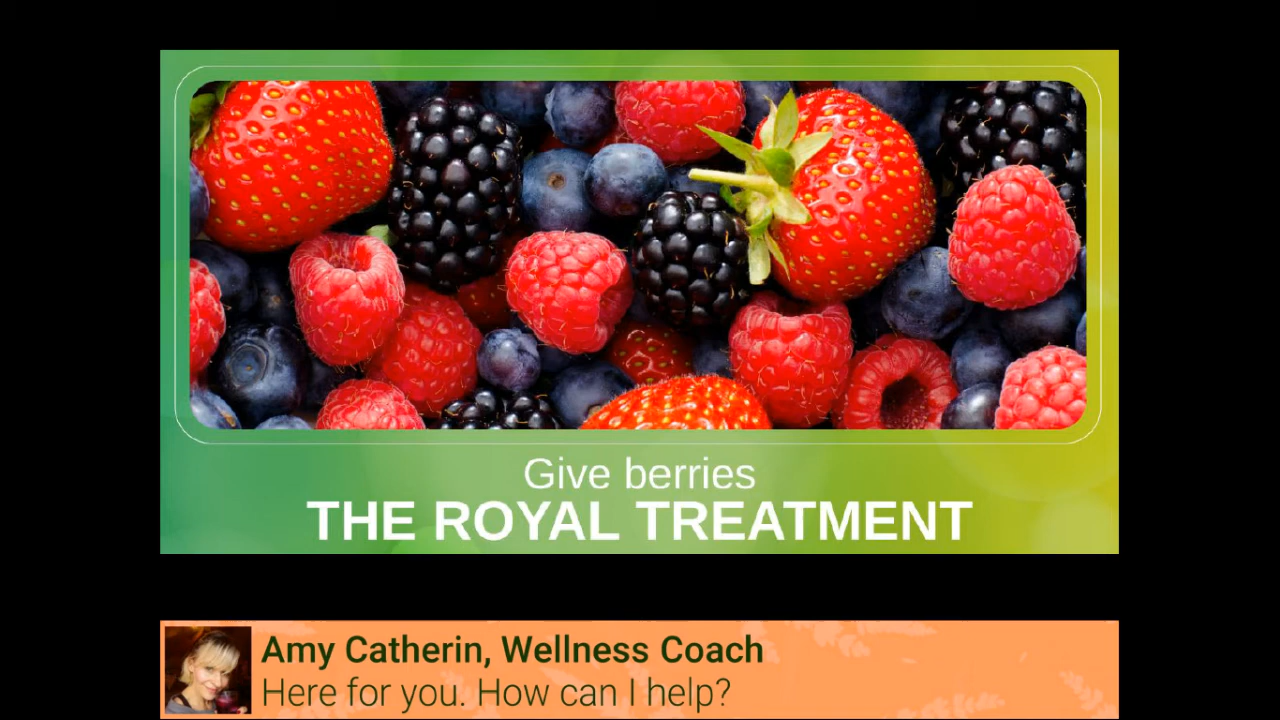 Give berries
THE ROYAL TREATMENT
Amy Catherin, Wellness Coach
Here for you. How can I help?